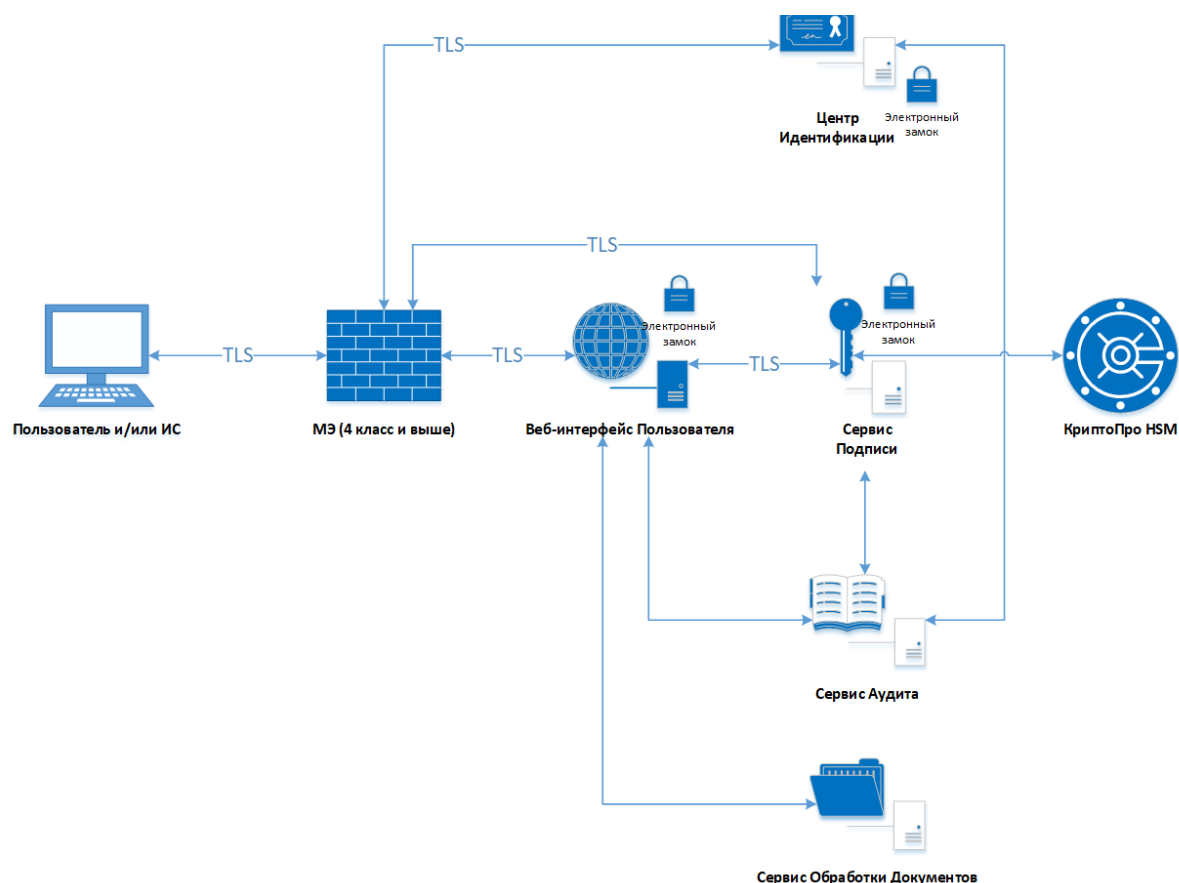 TLS
Центр
Идентификации
Электронный
замок
TLS
Электронный
замок
Электронный
замок
TLS
TLS
TLS
Пользователь и/или ИС
МЭ (4 класс и выше)
Веб-интерфейс Пользователя
Сервис
Подписи
КриптоПро HSM
Сервис Аудита
Сервис Обработки Документов